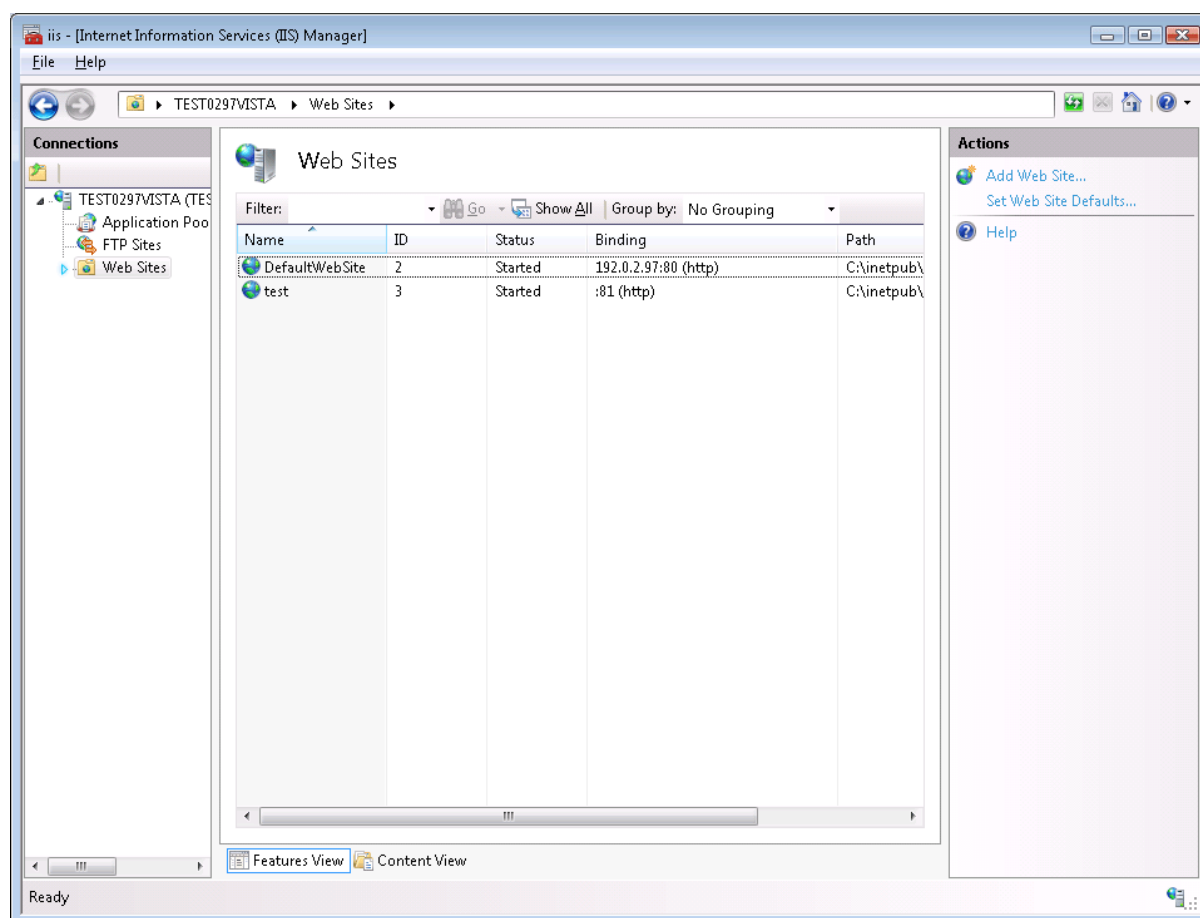 iis - [Internet Information Services (IIS) Manager]
File Help
TEST0297VISTA Web Sites
Connections
TEST0297VISTA (TES
Application Poo
FTP Sites
Web Sites
Web Sites
Filter: Go Show All Group by: No Grouping
Name ID Status Binding Path
DefaultWebSite 2 Started 192.0.2.97:80 (http) C:\inetpub\
test 3 Started :81 (http) C:\inetpub\
Features View Content View
Actions
Add Web Site...
Set Web Site Defaults...
Help
Ready